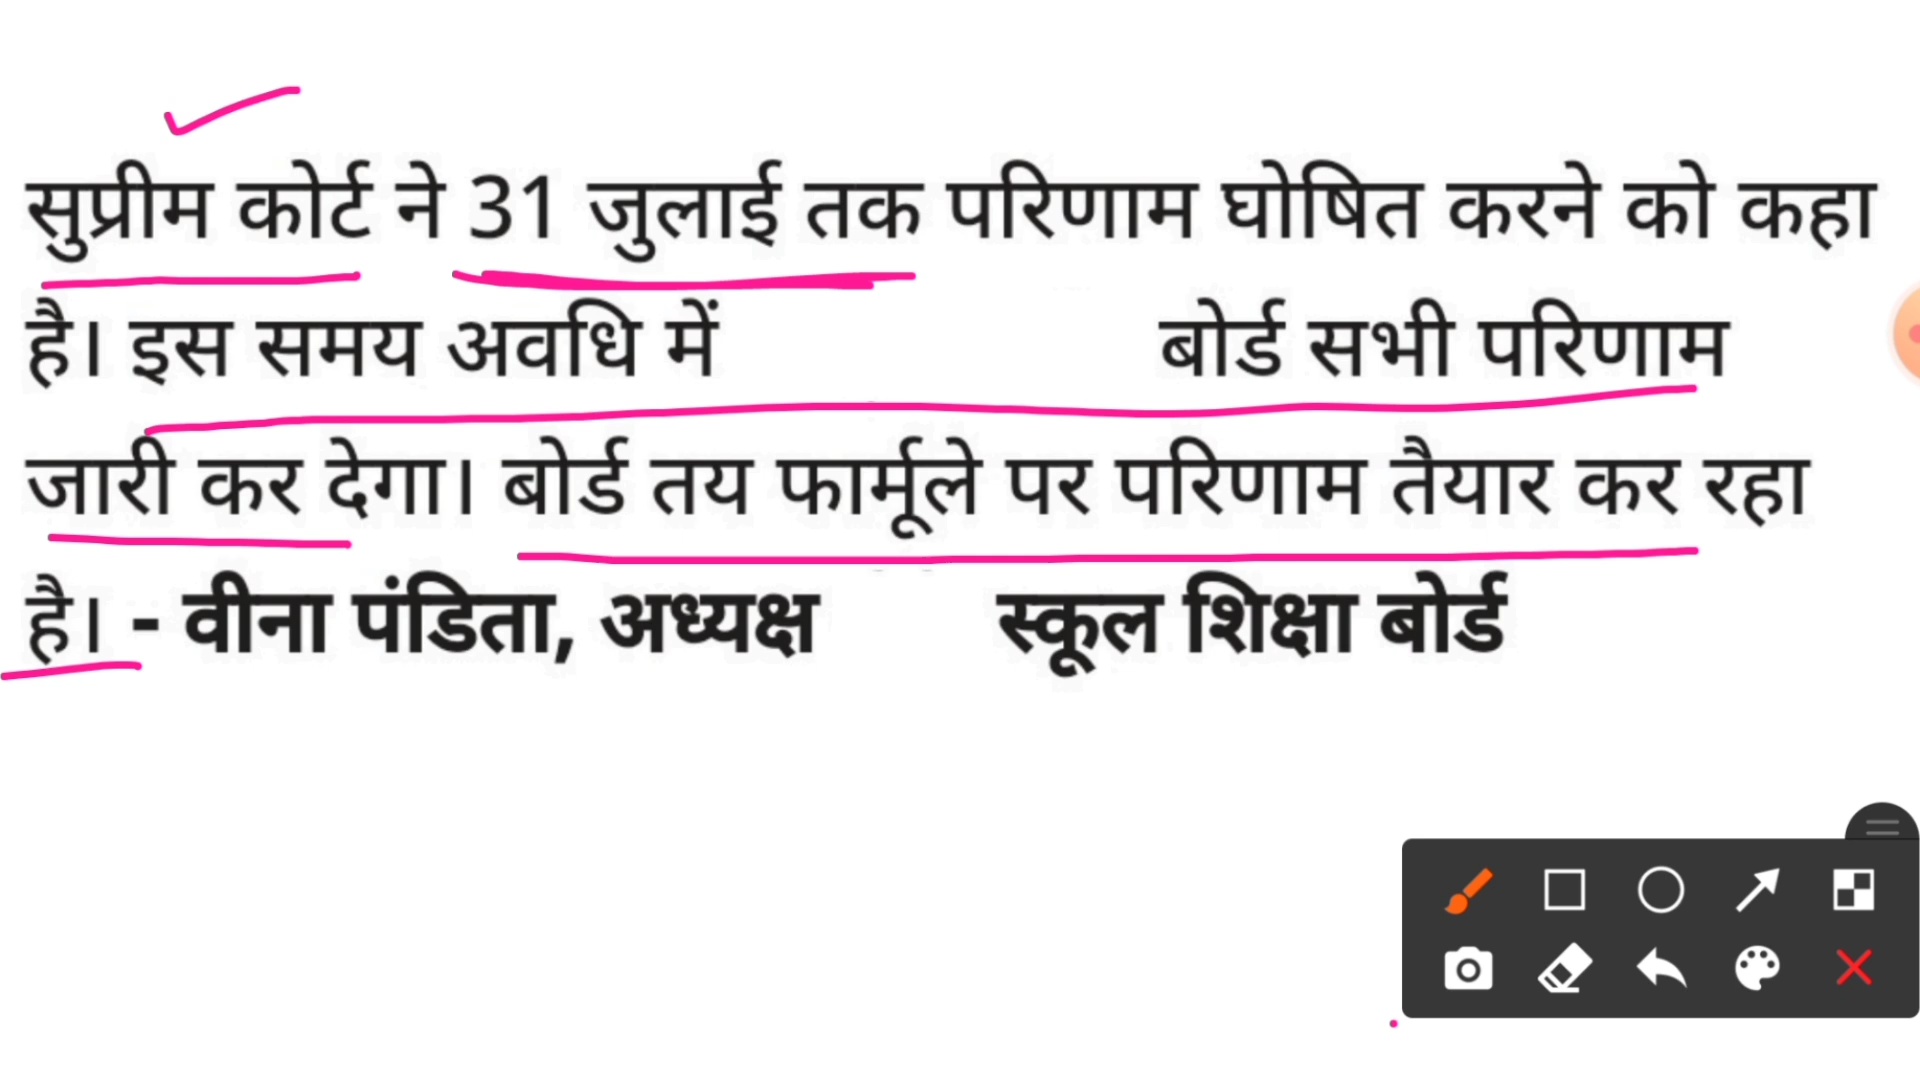 सुप्रीम कोर्ट ने 31 जुलाई तक परिणाम घोषित करने को कहा
है। इस समय अवधि में बोर्ड सभी परिणाम
जारी कर देगा। बोर्ड तय फार्मूले पर परिणाम तैयार कर रहा
है। - वीना पंडिता, अध्यक्ष स्कूल शिक्षा बोर्ड